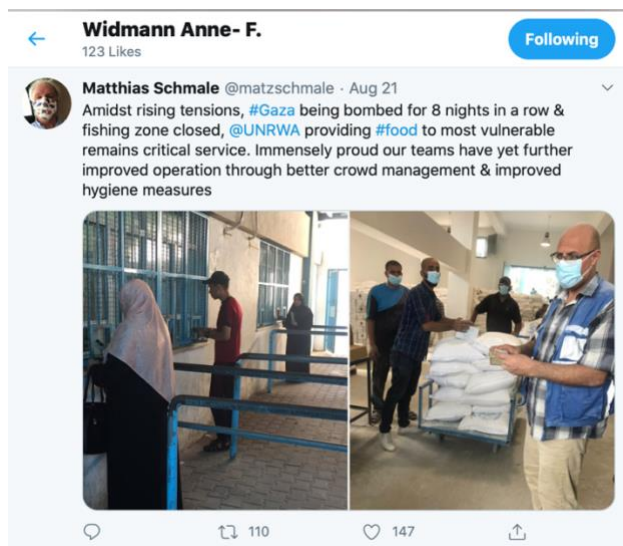 Widmann Anne- F.
123 Likes
Following
Matthias Schmale @matzschmale · Aug 21
Amidst rising tensions, #Gaza being bombed for 8 nights in a row &
fishing zone closed, @UNRWA providing #food to most vulnerable
remains critical service. Immensely proud our teams have yet further
improved operation through better crowd management & improved
hygiene measures
110
147